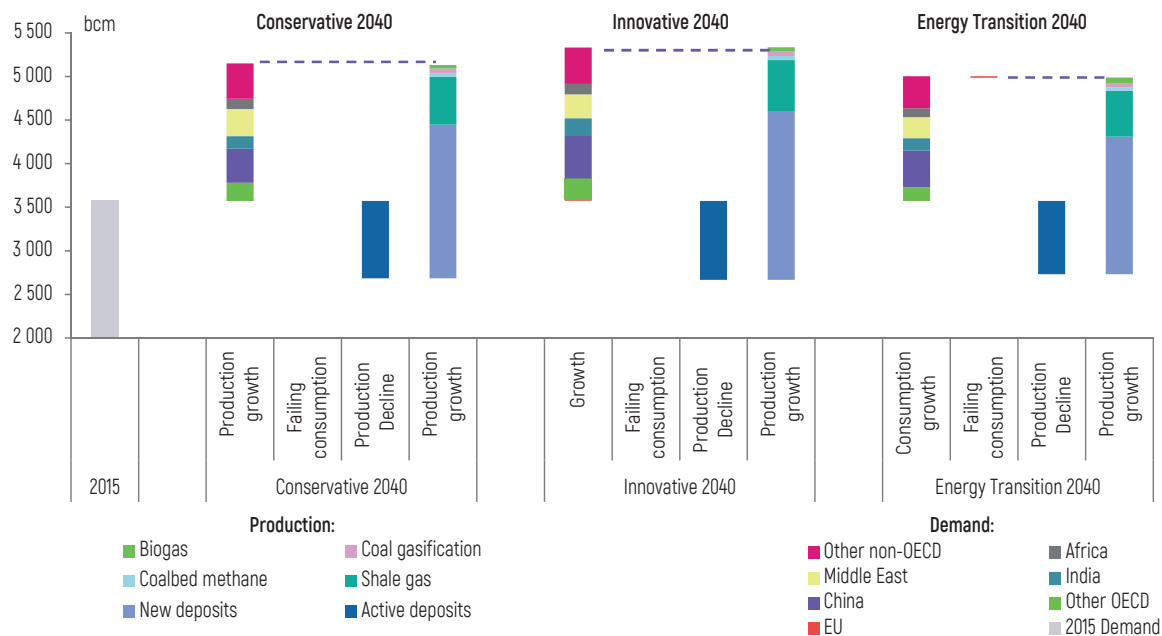 bcm
Conservative 2040
Innovative 2040
Energy Transition 2040
5 500
5 000
4 500
4 000
3 500
3 000
2 500
2 000
Production
growth
Failing
consumption
Production
Decline
Production
growth
Growth
Failing
consumption
Production
Decline
Production
growth
Consumption
growth
Failing
consumption
Production
Decline
Production
growth
2015
Conservative 2040
Innovative 2040
Energy Transition 2040
Production:
Biogas
Coal gasification
Coalbed methane
Shale gas
New deposits
Active deposits
Demand:
Other non-OECD
Africa
Middle East
India
China
Other OECD
EU
2015 Demand